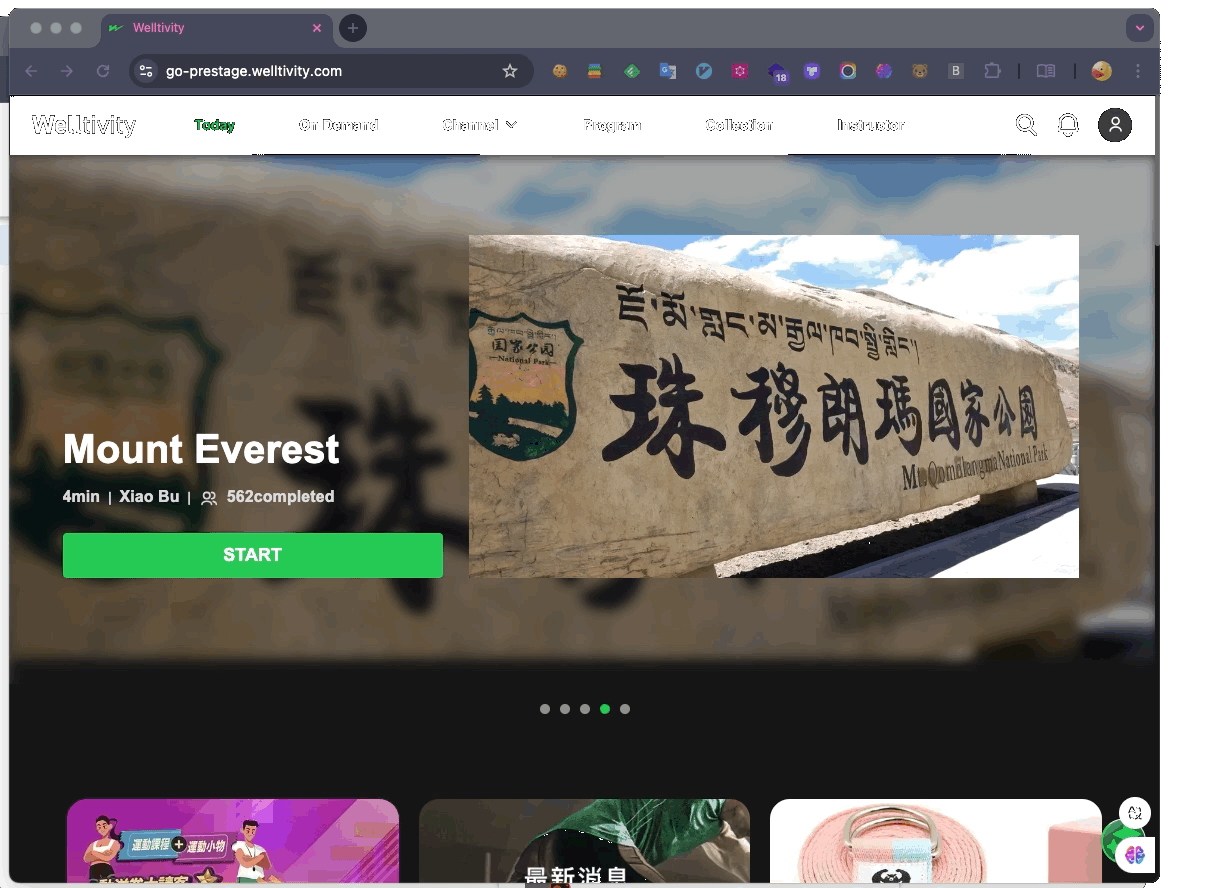 Welltivity
go-prestage.welltivity.com
18
B
Welltivity
Today
On Demand
Channel
Program
Collection
Instructor
Mount Everest
4min | Xiao Bu | 562completed
START
国家公园
National Park
珠穆朗瑪國家公园
Mt. Qomolangma National Park
運動課程+運動小物
最新消息